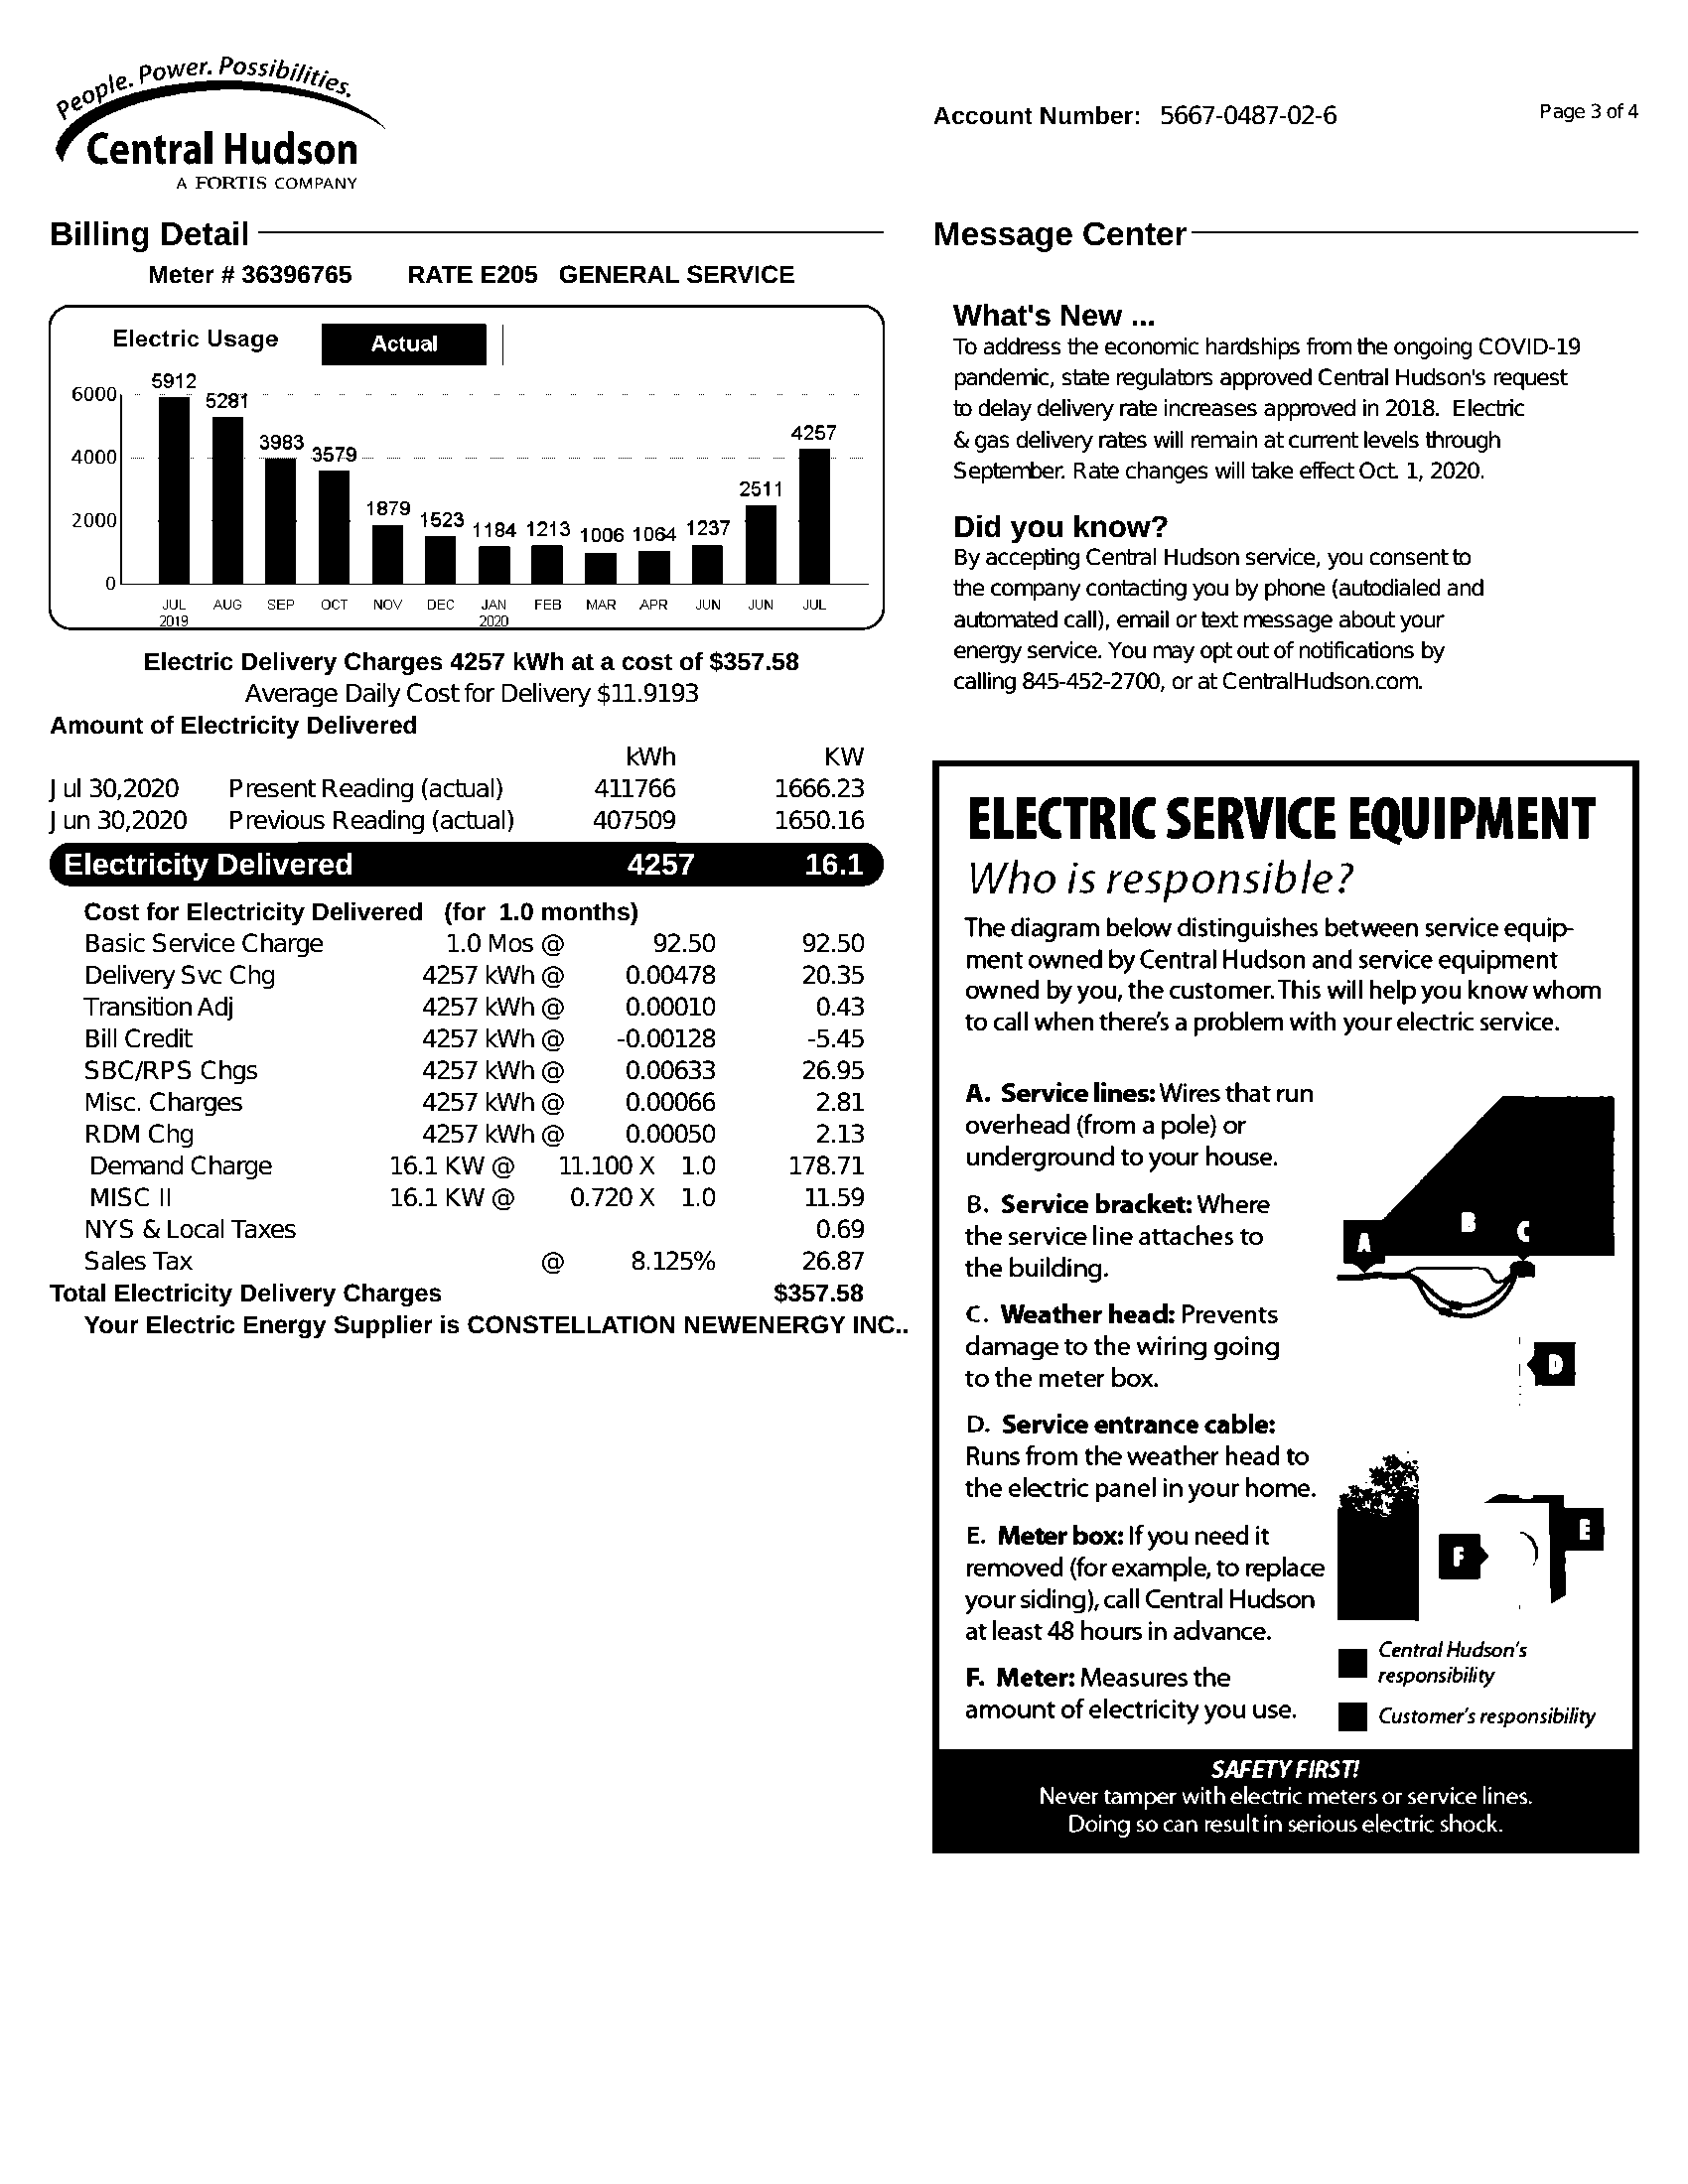 People. Power. Possibilities.
Central Hudson
A FORTIS COMPANY
Account Number: 5667-0487-02-6
Page 3 of 4
Billing Detail
Meter # 36396765 RATE E205 GENERAL SERVICE
Electric Usage Actual
6000
4000
2000
0
5912 5281 3983 3579 1879 1523 1184 1213 1006 1064 1237 2511 4257
JUL AUG SEP OCT NOV DEC JAN FEB MAR APR JUN JUN JUL
2019 2020
Electric Delivery Charges 4257 kWh at a cost of $357.58
Average Daily Cost for Delivery $11.9193
Amount of Electricity Delivered
kWh KW
Jul 30,2020 Present Reading (actual) 411766 1666.23
Jun 30,2020 Previous Reading (actual) 407509 1650.16
Electricity Delivered 4257 16.1
Cost for Electricity Delivered (for 1.0 months)
Basic Service Charge 1.0 Mos @ 92.50 92.50
Delivery Svc Chg 4257 kWh @ 0.00478 20.35
Transition Adj 4257 kWh @ 0.00010 0.43
Bill Credit 4257 kWh @ -0.00128 -5.45
SBC/RPS Chgs 4257 kWh @ 0.00633 26.95
Misc. Charges 4257 kWh @ 0.00066 2.81
RDM Chg 4257 kWh @ 0.00050 2.13
Demand Charge 16.1 KW @ 11.100 X 1.0 178.71
MISC II 16.1 KW @ 0.720 X 1.0 11.59
NYS & Local Taxes 0.69
Sales Tax @ 8.125% 26.87
Total Electricity Delivery Charges $357.58
Your Electric Energy Supplier is CONSTELLATION NEWENERGY INC..
Message Center
What's New ...
To address the economic hardships from the ongoing COVID-19
pandemic, state regulators approved Central Hudson's request
to delay delivery rate increases approved in 2018. Electric
& gas delivery rates will remain at current levels through
September. Rate changes will take effect Oct. 1, 2020.
Did you know?
By accepting Central Hudson service, you consent to
the company contacting you by phone (autodialed and
automated call), email or text message about your
energy service. You may opt out of notifications by
calling 845-452-2700, or at CentralHudson.com.
ELECTRIC SERVICE EQUIPMENT
Who is responsible?
The diagram below distinguishes between service equip-
ment owned by Central Hudson and service equipment
owned by you, the customer. This will help you know whom
to call when there's a problem with your electric service.
A. Service lines: Wires that run
overhead (from a pole) or
underground to your house.
B. Service bracket: Where
the service line attaches to
the building.
C. Weather head: Prevents
damage to the wiring going
to the meter box.
D. Service entrance cable:
Runs from the weather head to
the electric panel in your home.
E. Meter box: If you need it
removed (for example, to replace
your siding), call Central Hudson
at least 48 hours in advance.
F. Meter: Measures the
amount of electricity you use.
A
B
C
D
E
F
Central Hudson's
responsibility
Customer's responsibility
SAFETY FIRST!
Never tamper with electric meters or service lines.
Doing so can result in serious electric shock.